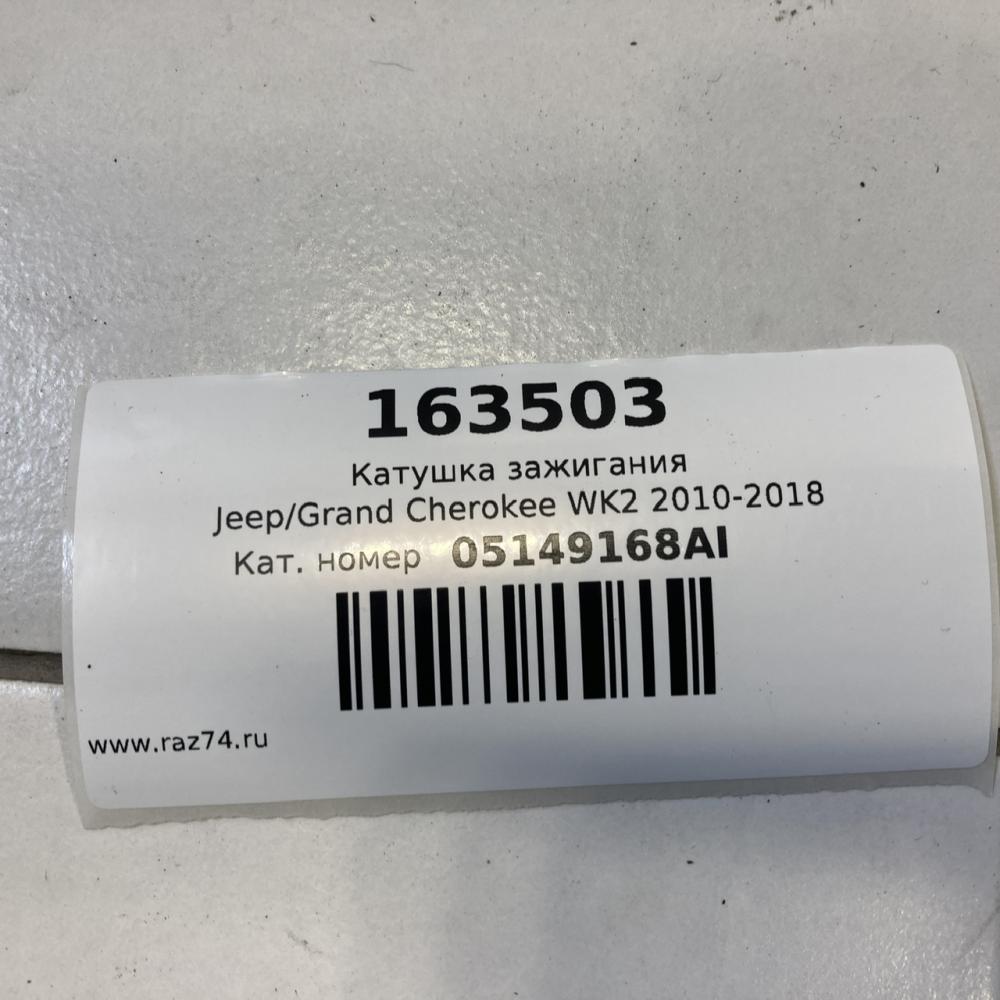 163503
Катушка зажигания
Jeep/Grand Cherokee WK2 2010-2018
Кат. номер 05149168AI
www.raz74.ru